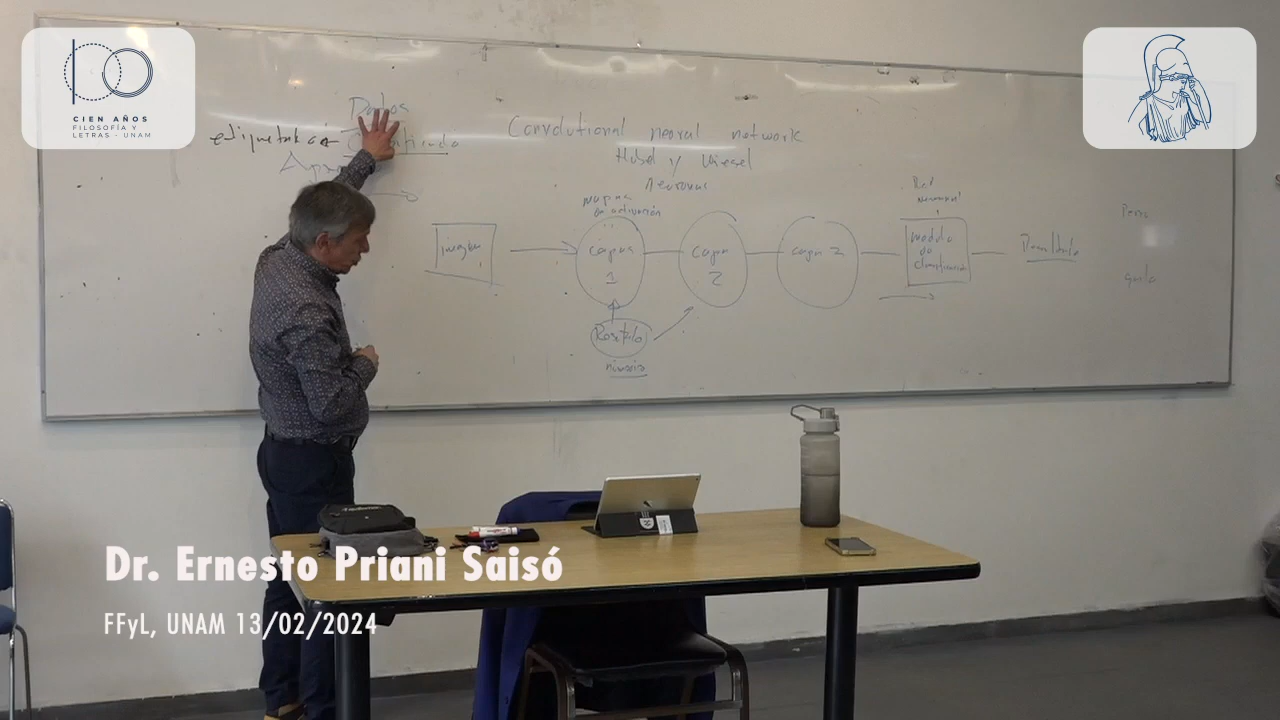 CIEN AÑOS
FILOSOFÍA Y
LETRAS · UNAM
Datos
Convolutional neural network
Hubel y Wiesel
neuronas
mapas
de activación
Red
neuronal
imagen
capas
1
capa
2
capa 2
modelo
de
clasificación
Resultado
Perro
gato
Dr. Ernesto Priani Saisó
FFyL, UNAM 13/02/2024